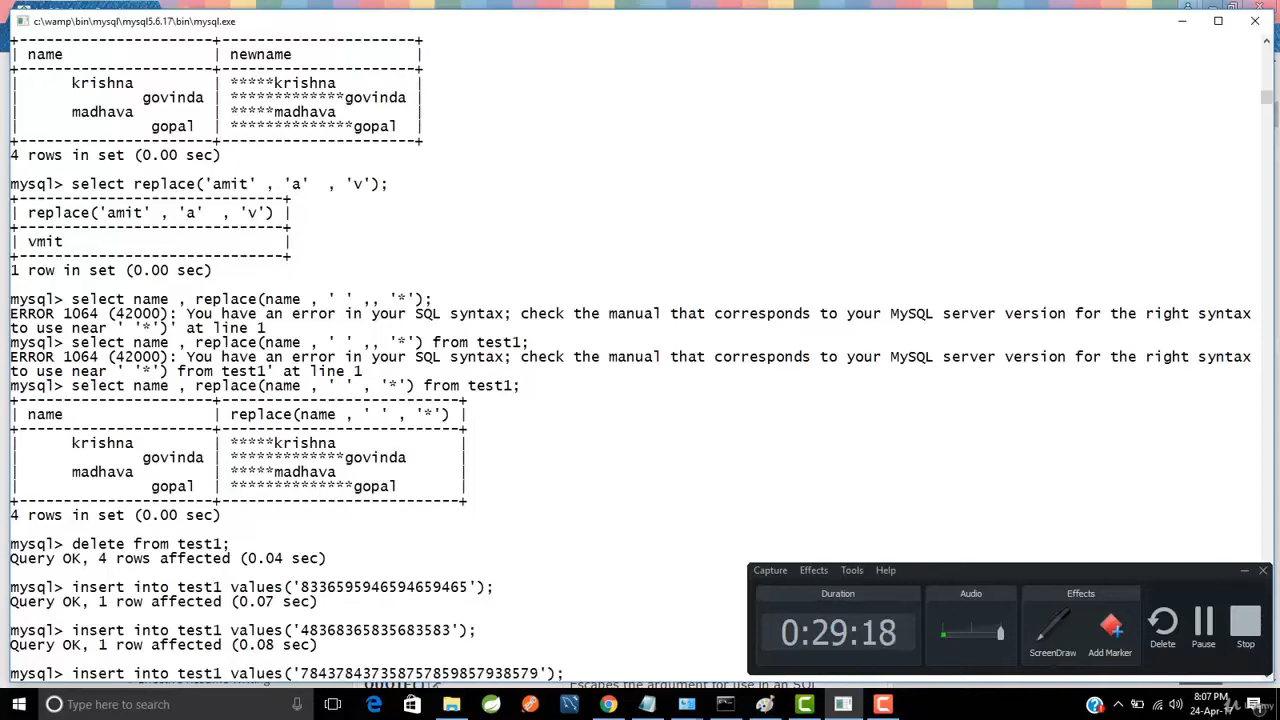 c:\wamp\bin\mysql\mysql5.6.17\bin\mysql.exe
+-----------------------+-----------------------+
| name                  | newname               |
+-----------------------+-----------------------+
|      krishna          | *****krishna          |
|              govinda  | *************govinda  |
|      madhava          | *****madhava          |
|               gopal   | **************gopal   |
+-----------------------+-----------------------+
4 rows in set (0.00 sec)
mysql> select replace('amit' , 'a'  , 'v');
+-------------------------------+
| replace('amit' , 'a'  , 'v') |
+-------------------------------+
| vmit                          |
+-------------------------------+
1 row in set (0.00 sec)
mysql> select name , replace(name , ' ' ,, '*');
ERROR 1064 (42000): You have an error in your SQL syntax; check the manual that corresponds to your MySQL server version for the right syntax
to use near ' '*')' at line 1
mysql> select name , replace(name , ' ' ,, '*') from test1;
ERROR 1064 (42000): You have an error in your SQL syntax; check the manual that corresponds to your MySQL server version for the right syntax
to use near ' '*') from test1' at line 1
mysql> select name , replace(name , ' ' , '*') from test1;
+-----------------------+----------------------------+
| name                  | replace(name , ' ' , '*') |
+-----------------------+----------------------------+
|      krishna          | *****krishna               |
|              govinda  | *************govinda       |
|      madhava          | *****madhava               |
|               gopal   | **************gopal        |
+-----------------------+----------------------------+
4 rows in set (0.00 sec)
mysql> delete from test1;
Query OK, 4 rows affected (0.04 sec)
mysql> insert into test1 values('8336595946594659465');
Query OK, 1 row affected (0.07 sec)
mysql> insert into test1 values('48368365835683583');
Query OK, 1 row affected (0.08 sec)
mysql> insert into test1 values('784378437358757859857938579');
Capture Effects Tools Help
Duration Audio Effects
0:29:18
ScreenDraw Add Marker Delete Pause Stop
Escapes the argument for use in an SQL
Type here to search
8:07 PM
24-Apr-